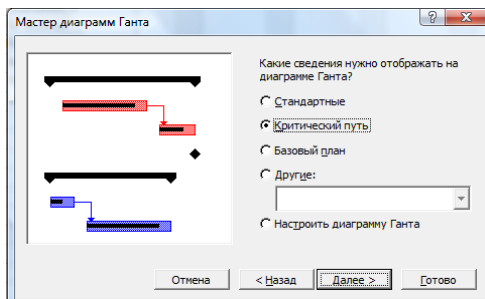 Мастер диаграмм Ганта
Какие сведения нужно отображать на
диаграмме Ганта?
Стандартные
Критический путь
Базовый план
Другие:
Настроить диаграмму Ганта
Отмена
< Назад
Далее >
Готово